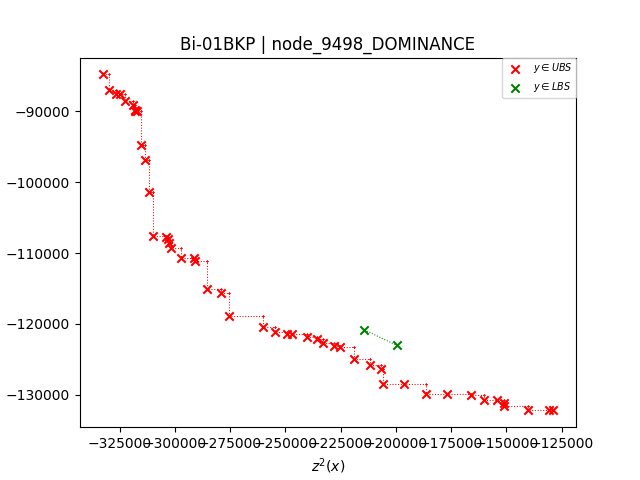 Bi-01BKP | node_9498_DOMINANCE
y ∈ UBS
y ∈ LBS
−90000
−100000
−110000
−120000
−130000
−325000 −300000 −275000 −250000 −225000 −200000 −175000 −150000 −125000
z²(x)